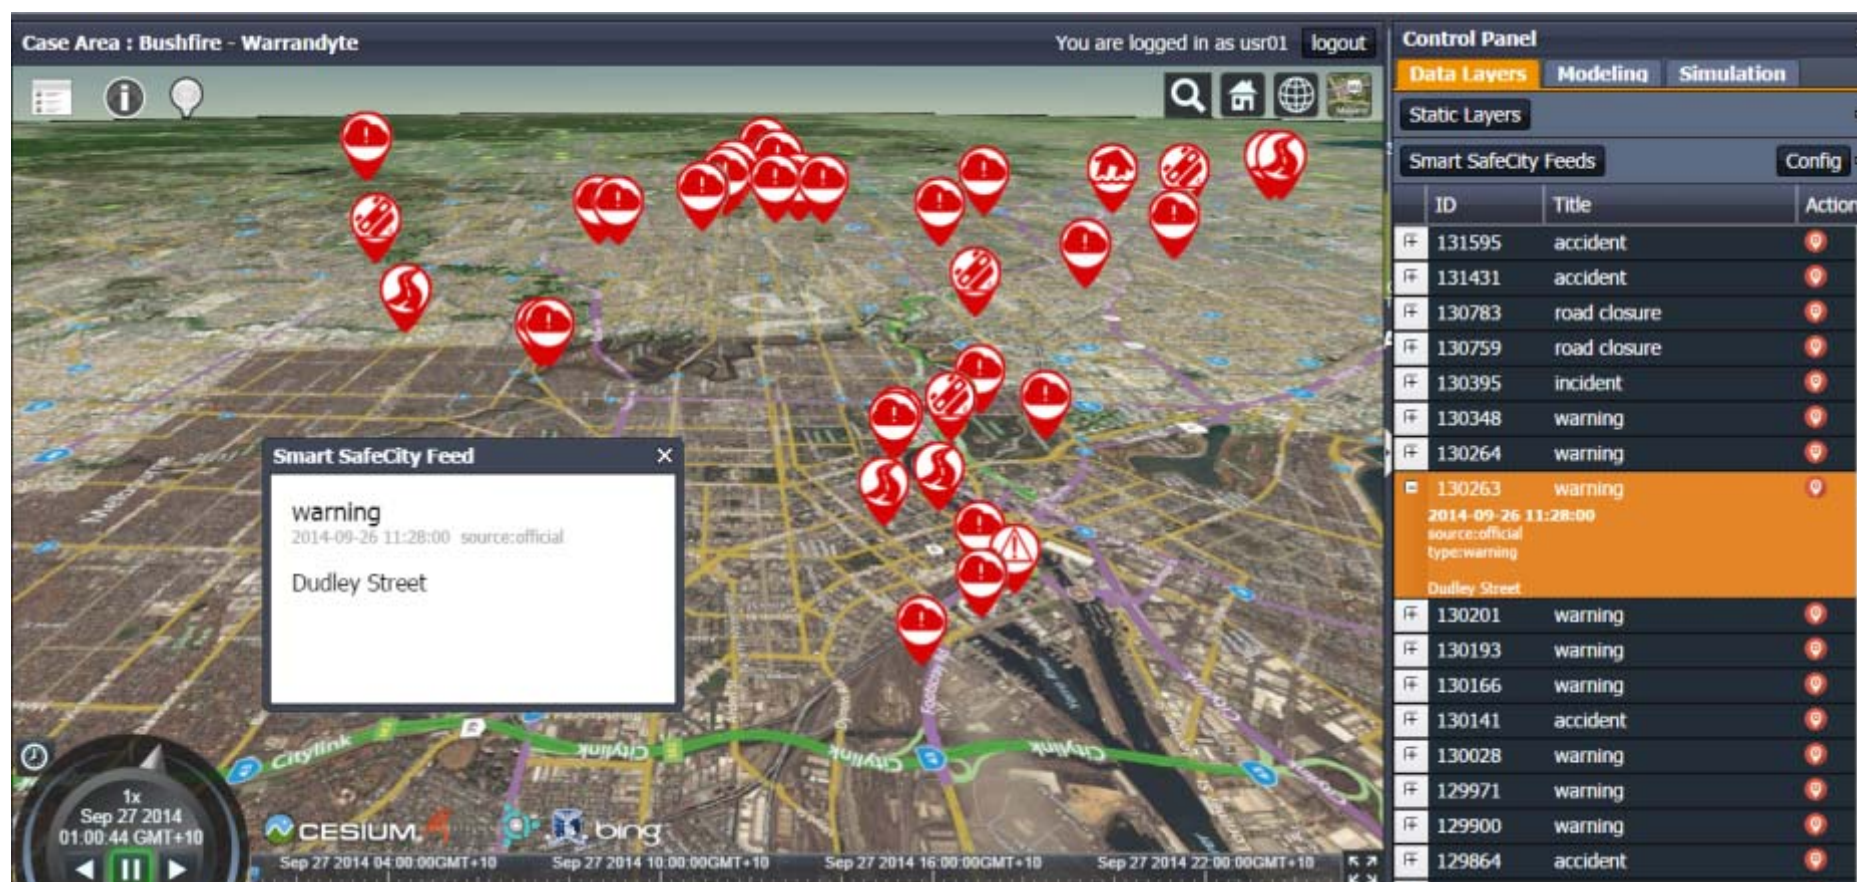 Case Area : Bushfire - Warrandyte
You are logged in as usr01 logout
Control Panel
Data Layers Modeling Simulation
Static Layers
Smart SafeCity Feeds Config
ID Title Action
131595 accident
131431 accident
130783 road closure
130759 road closure
130395 incident
130348 warning
130264 warning
130263 warning
2014-09-26 11:28:00
source:official
type:warning
Dudley Street
130201 warning
130193 warning
130166 warning
130141 accident
130028 warning
129971 warning
129900 warning
129864 accident
Smart SafeCity Feed
warning
2014-09-26 11:28:00 source:official
Dudley Street
Melbourne
Citylink
Citylink
Citylink
Citylink
Citylink
1x
Sep 27 2014
01:00:44 GMT+10
CESIUM
bing
Sep 27 2014 04:00:00GMT+10
Sep 27 2014 10:00:00GMT+10
Sep 27 2014 16:00:00GMT+10
Sep 27 2014 22:00:00GMT+10